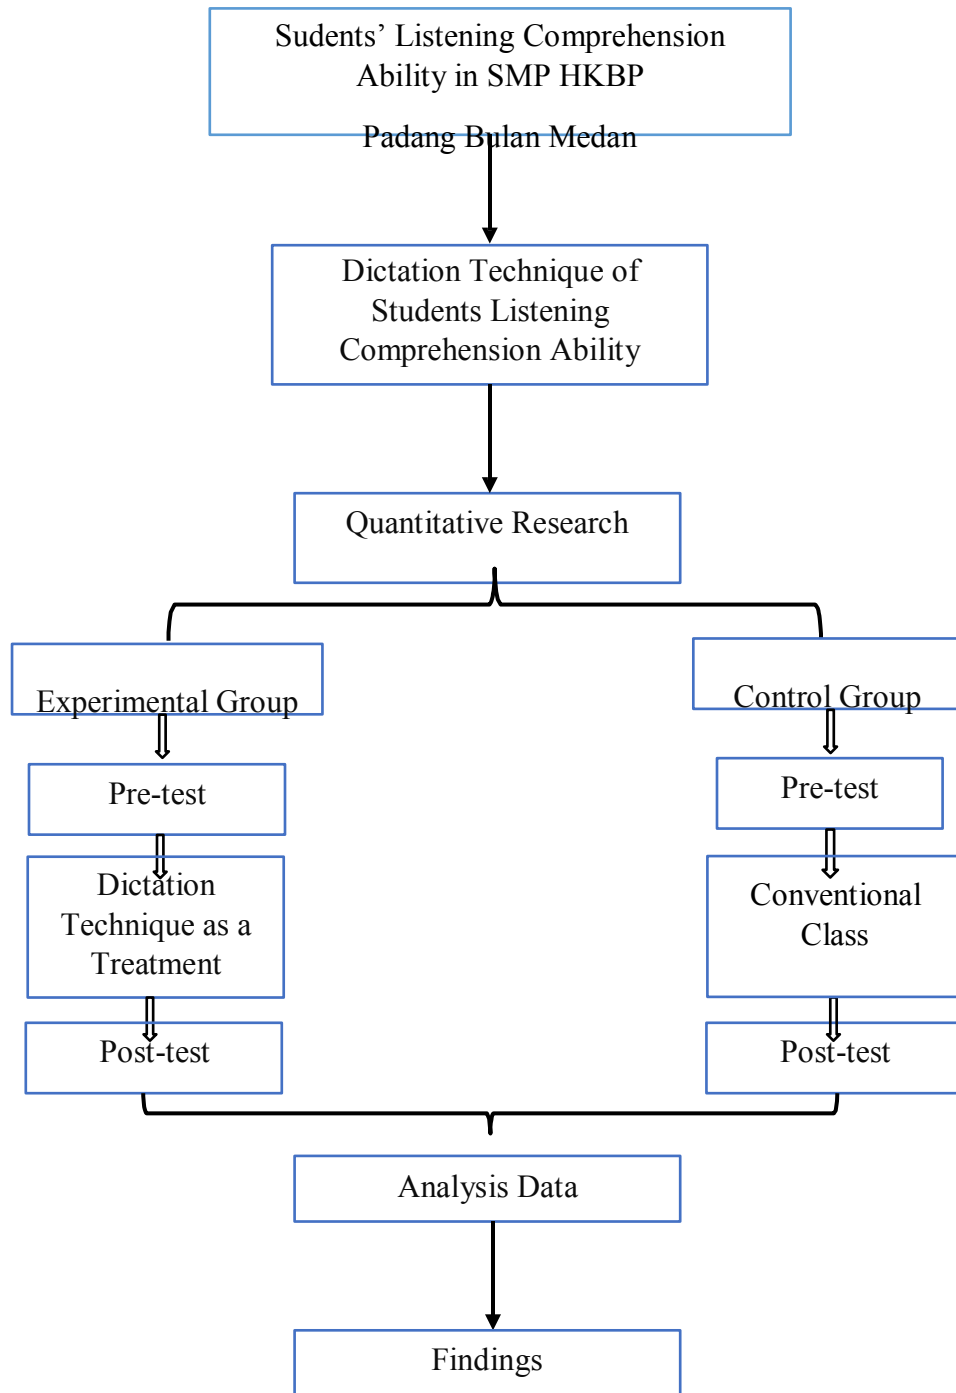 Sudents’ Listening Comprehension
Ability in SMP HKBP
Padang Bulan Medan
Dictation Technique of
Students Listening
Comprehension Ability
Quantitative Research
Experimental Group
Control Group
Pre-test
Pre-test
Dictation
Technique as a
Treatment
Conventional
Class
Post-test
Post-test
Analysis Data
Findings